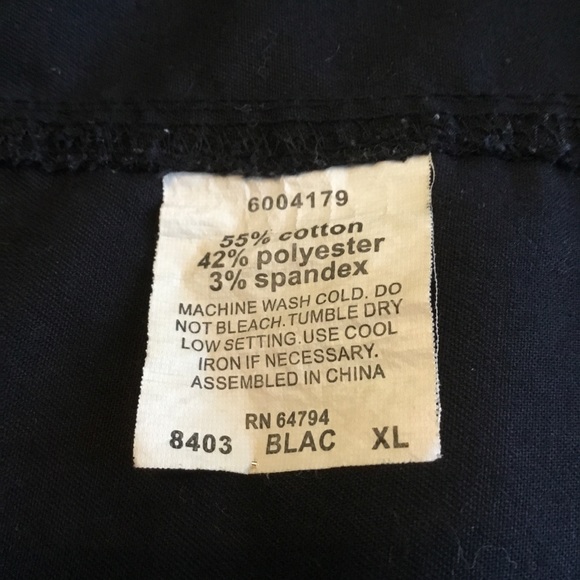 6004179
55% cotton
42% polyester
3% spandex
MACHINE WASH COLD. DO
NOT BLEACH.TUMBLE DRY
LOW SETTING.USE COOL
IRON IF NECESSARY.
ASSEMBLED IN CHINA
RN 64794
8403 BLAC XL